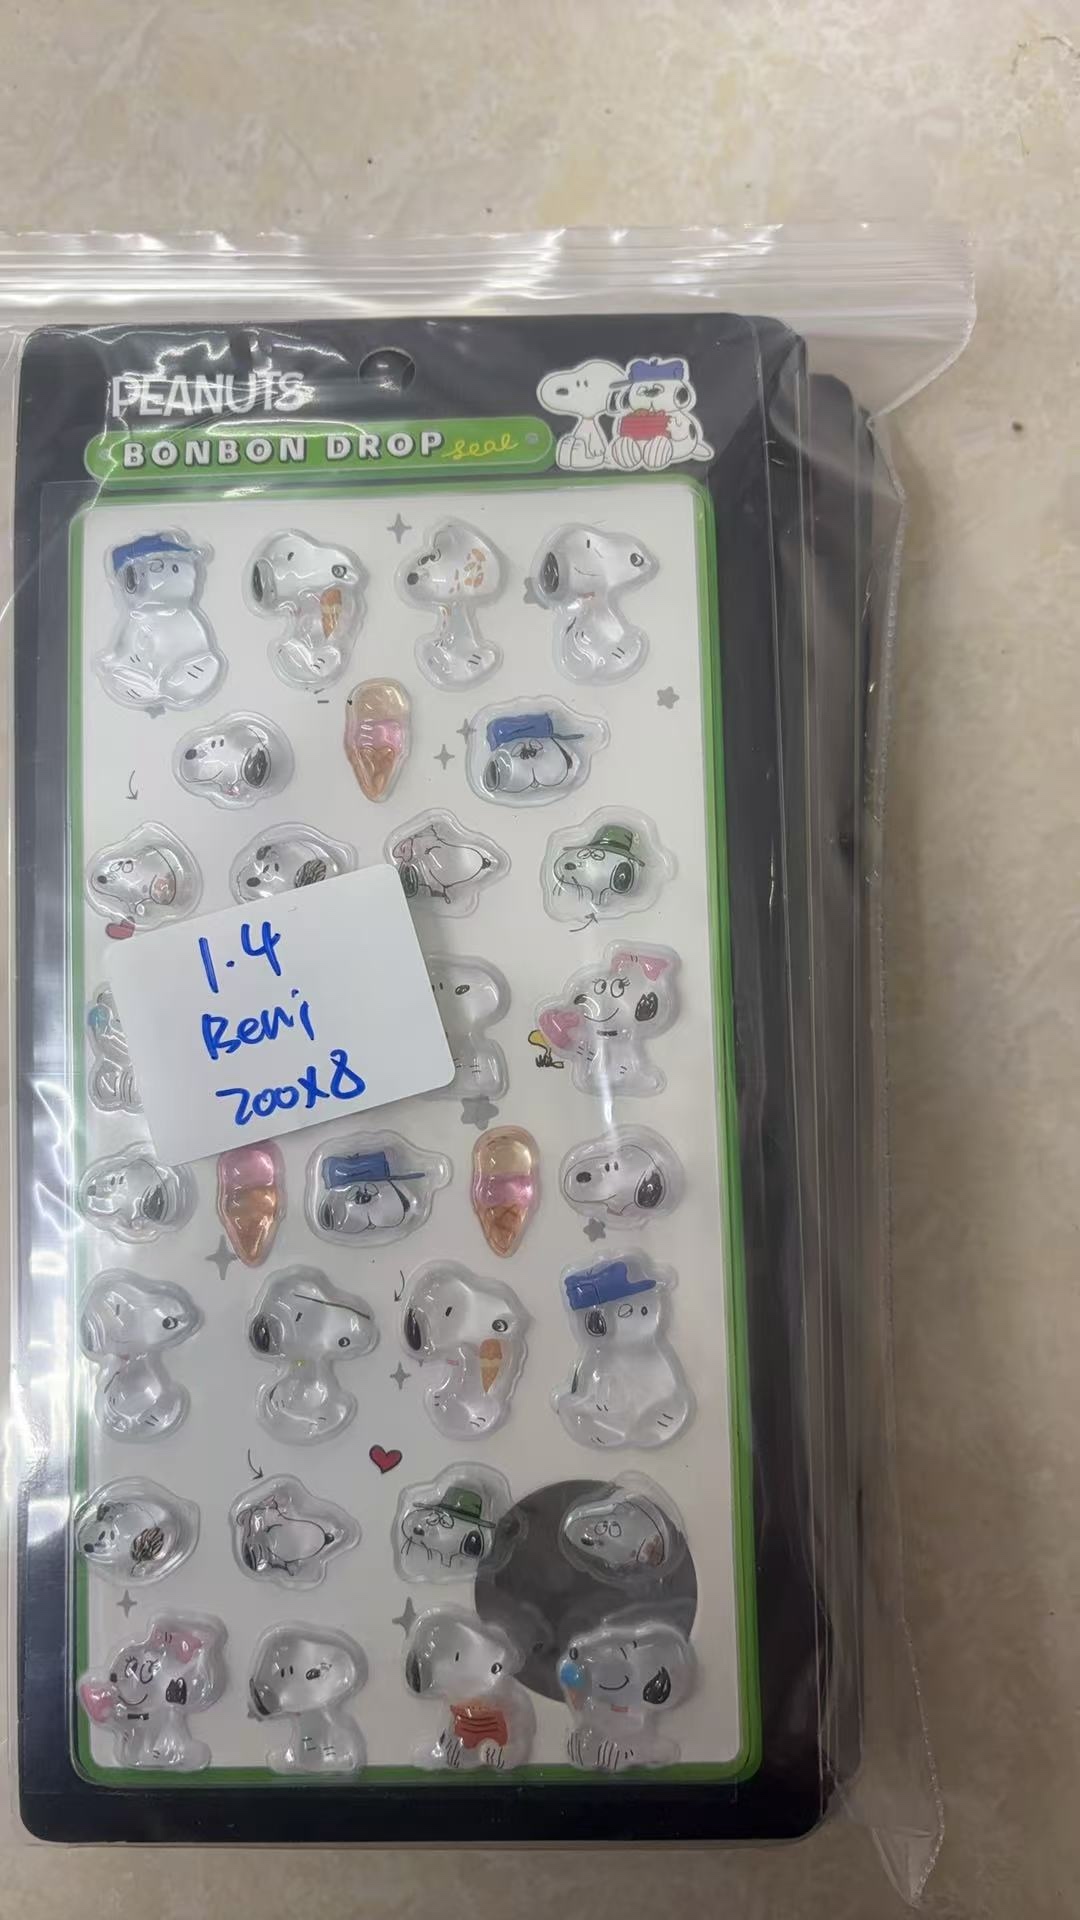 PEANUTS
BONBON DROP seal
1.4
Beni
200X8